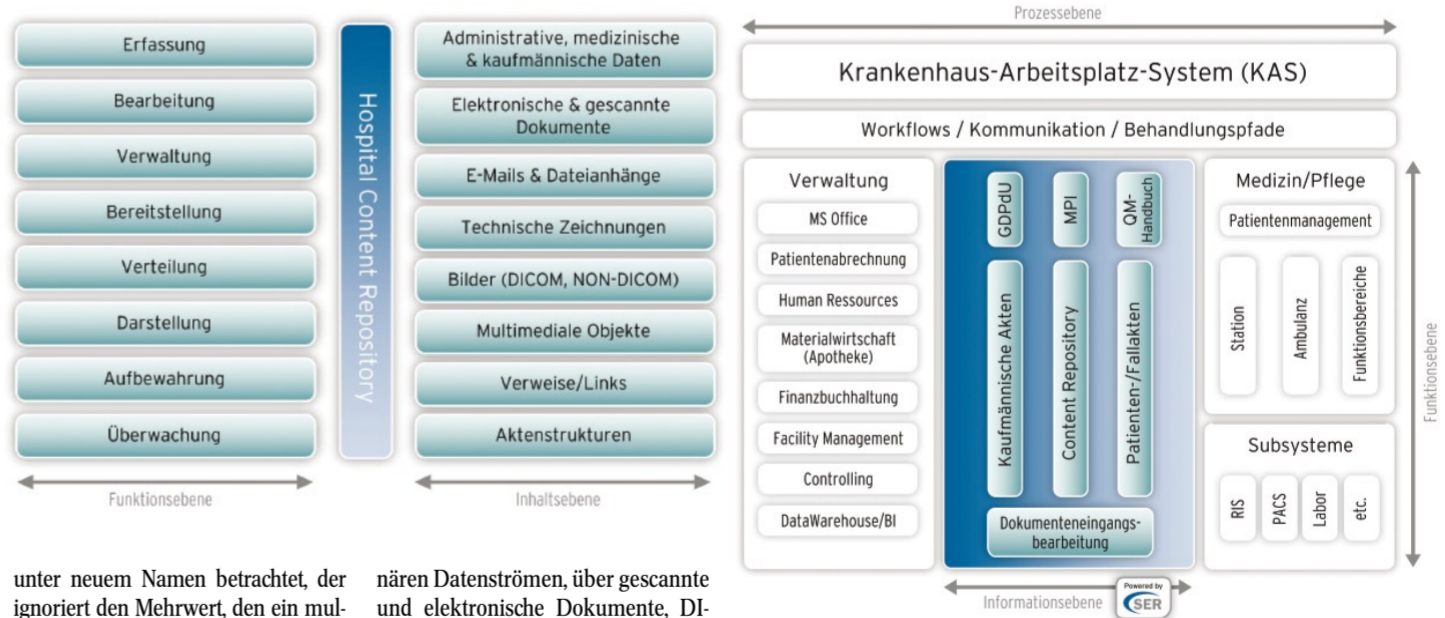 Erfassung
Bearbeitung
Verwaltung
Bereitstellung
Verteilung
Darstellung
Aufbewahrung
Überwachung
Funktionsebene
Hospital Content Repository
Administrative, medizinische
& kaufmännische Daten
Elektronische & gescannte
Dokumente
E-Mails & Dateianhänge
Technische Zeichnungen
Bilder (DICOM, NON-DICOM)
Multimediale Objekte
Verweise/Links
Aktenstrukturen
Inhaltsebene
unter neuem Namen betrachtet, der
ignoriert den Mehrwert, den ein mul-
nären Datenströmen, über gescannte
und elektronische Dokumente, DI-
Prozessebene
Krankenhaus-Arbeitsplatz-System (KAS)
Workflows / Kommunikation / Behandlungspfade
Verwaltung
MS Office
Patientenabrechnung
Human Ressources
Materialwirtschaft
(Apotheke)
Finanzbuchhaltung
Facility Management
Controlling
DataWarehouse/BI
GDPdU
MPI
QM-
Handbuch
Kaufmännische Akten
Content Repository
Patienten-/Fallakten
Dokumenteneingangs-
bearbeitung
Informationsebene
Powered by
SER
Medizin/Pflege
Patientenmanagement
Station
Ambulanz
Funktionsbereiche
Subsysteme
RIS
PACS
Labor
etc.
Funktionsebene